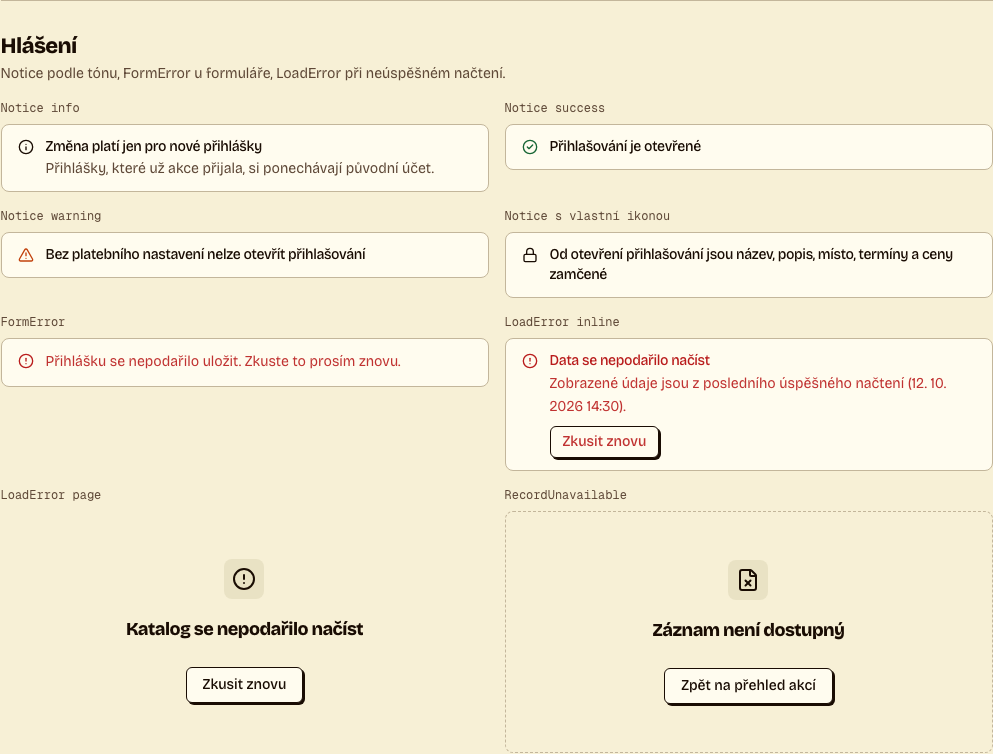 Hlášení
Notice podle tónu, FormError u formuláře, LoadError při neúspěšném načtení.
Notice info
Změna platí jen pro nové přihlášky
Přihlášky, které už akce přijala, si ponechávají původní účet.
Notice success
Přihlašování je otevřené
Notice warning
Bez platebního nastavení nelze otevřít přihlašování
Notice s vlastní ikonou
Od otevření přihlašování jsou název, popis, místo, termíny a ceny
zamčené
FormError
Přihlášku se nepodařilo uložit. Zkuste to prosím znovu.
LoadError inline
Data se nepodařilo načíst
Zobrazené údaje jsou z posledního úspěšného načtení (12. 10.
2026 14:30).
Zkusit znovu
LoadError page
Katalog se nepodařilo načíst
Zkusit znovu
RecordUnavailable
Záznam není dostupný
Zpět na přehled akcí